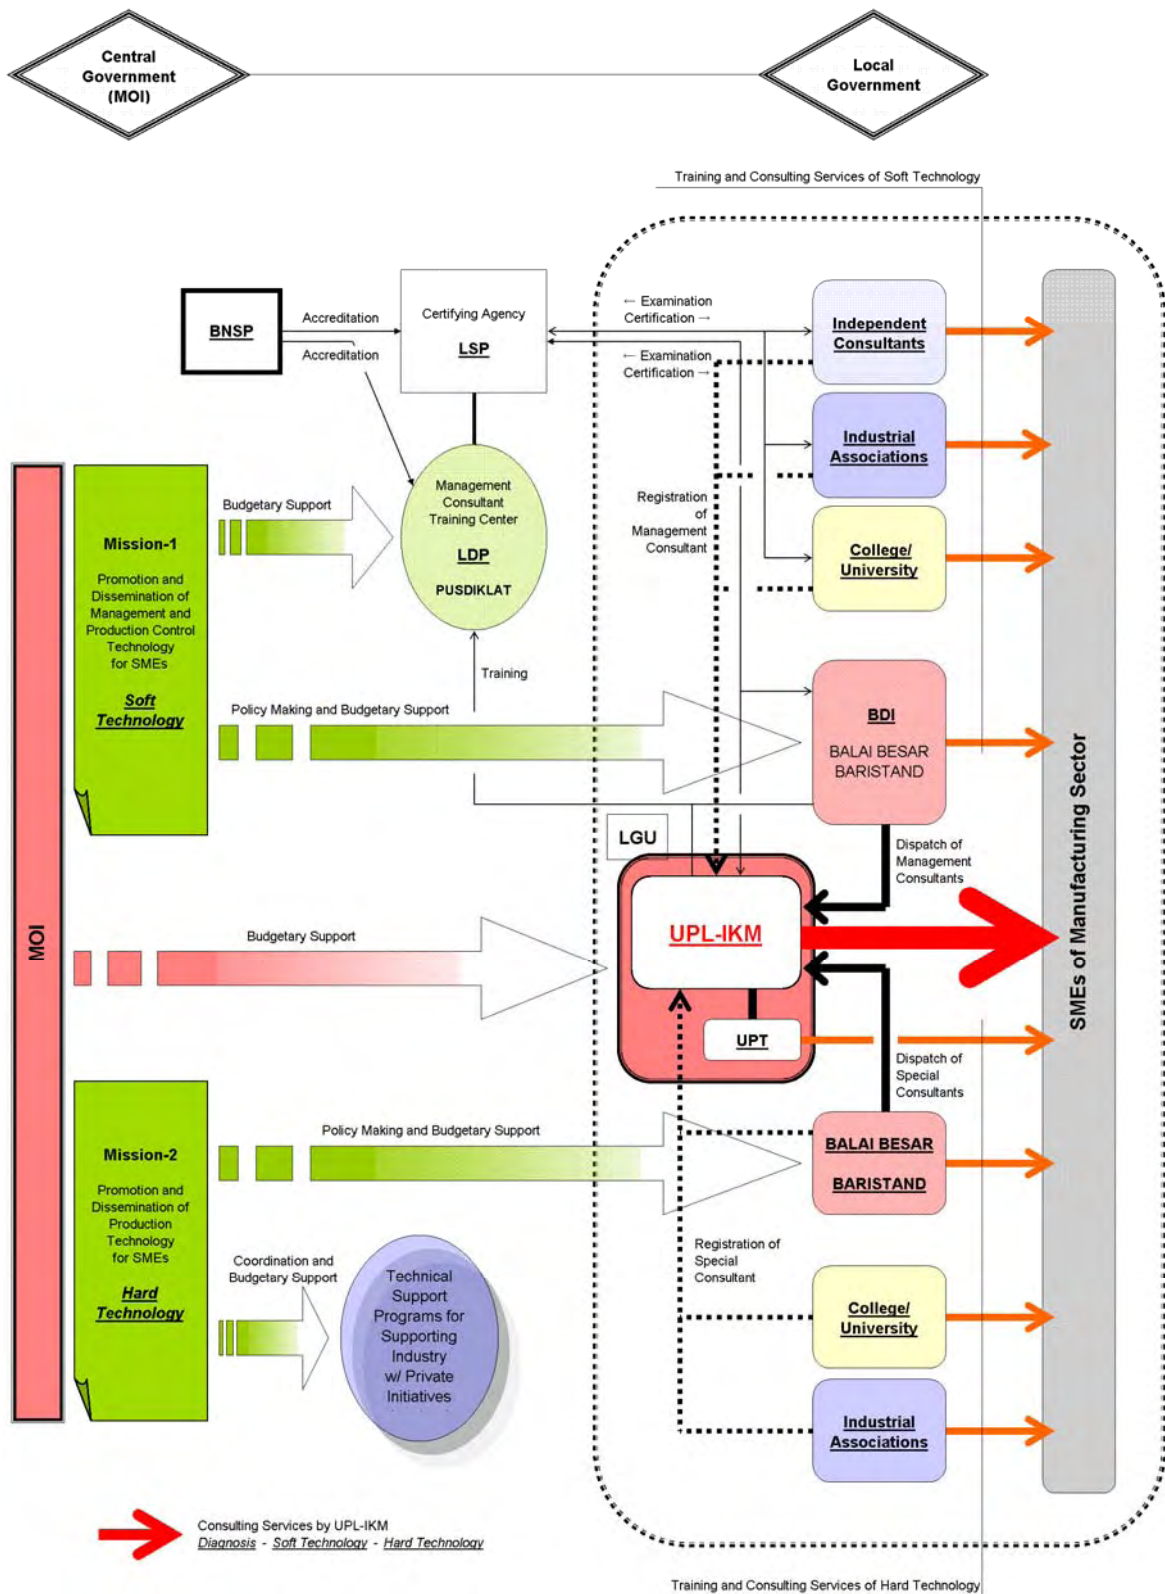 Central
Government
(MOI)
Local
Government
Training and Consulting Services of Soft Technology
BNSP
Accreditation
Accreditation
Certifying Agency
LSP
← Examination
Certification →
← Examination
Certification →
Independent
Consultants
Industrial
Associations
College/
University
Registration
of
Management
Consultant
Management
Consultant
Training Center
LDP
PUSDIKLAT
Budgetary Support
Mission-1
Promotion and
Dissemination of
Management and
Production Control
Technology
for SMEs
Soft
Technology
Training
Policy Making and Budgetary Support
BDI
BALAI BESAR
BARISTAND
LGU
Dispatch of
Management
Consultants
MOI
Budgetary Support
UPL-IKM
UPT
SMEs of Manufacturing Sector
Dispatch of
Special
Consultants
Mission-2
Promotion and
Dissemination of
Production
Technology
for SMEs
Hard
Technology
Policy Making and Budgetary Support
BALAI BESAR
BARISTAND
Coordination and
Budgetary Support
Technical
Support
Programs for
Supporting
Industry
w/ Private
Initiatives
Registration of
Special
Consultant
College/
University
Industrial
Associations
Consulting Services by UPL-IKM
Diagnosis - Soft Technology - Hard Technology
Training and Consulting Services of Hard Technology